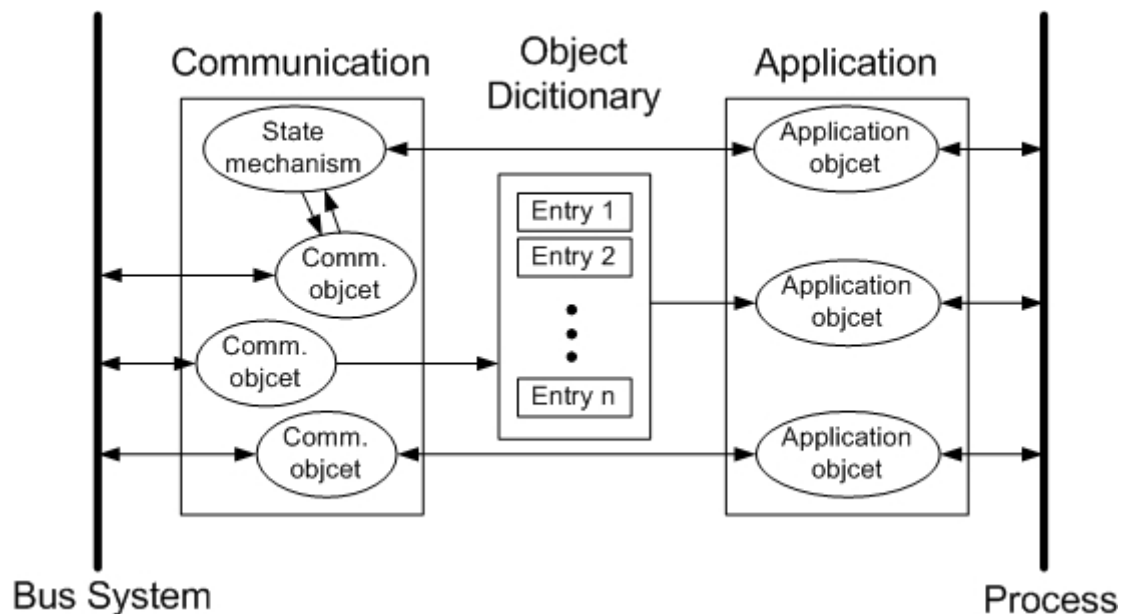 Communication
Object
Dicitionary
Application
State
mechanism
Application
objcet
Entry 1
Entry 2
Comm.
objcet
Application
objcet
Comm.
objcet
Entry n
Comm.
objcet
Application
objcet
Bus System
Process